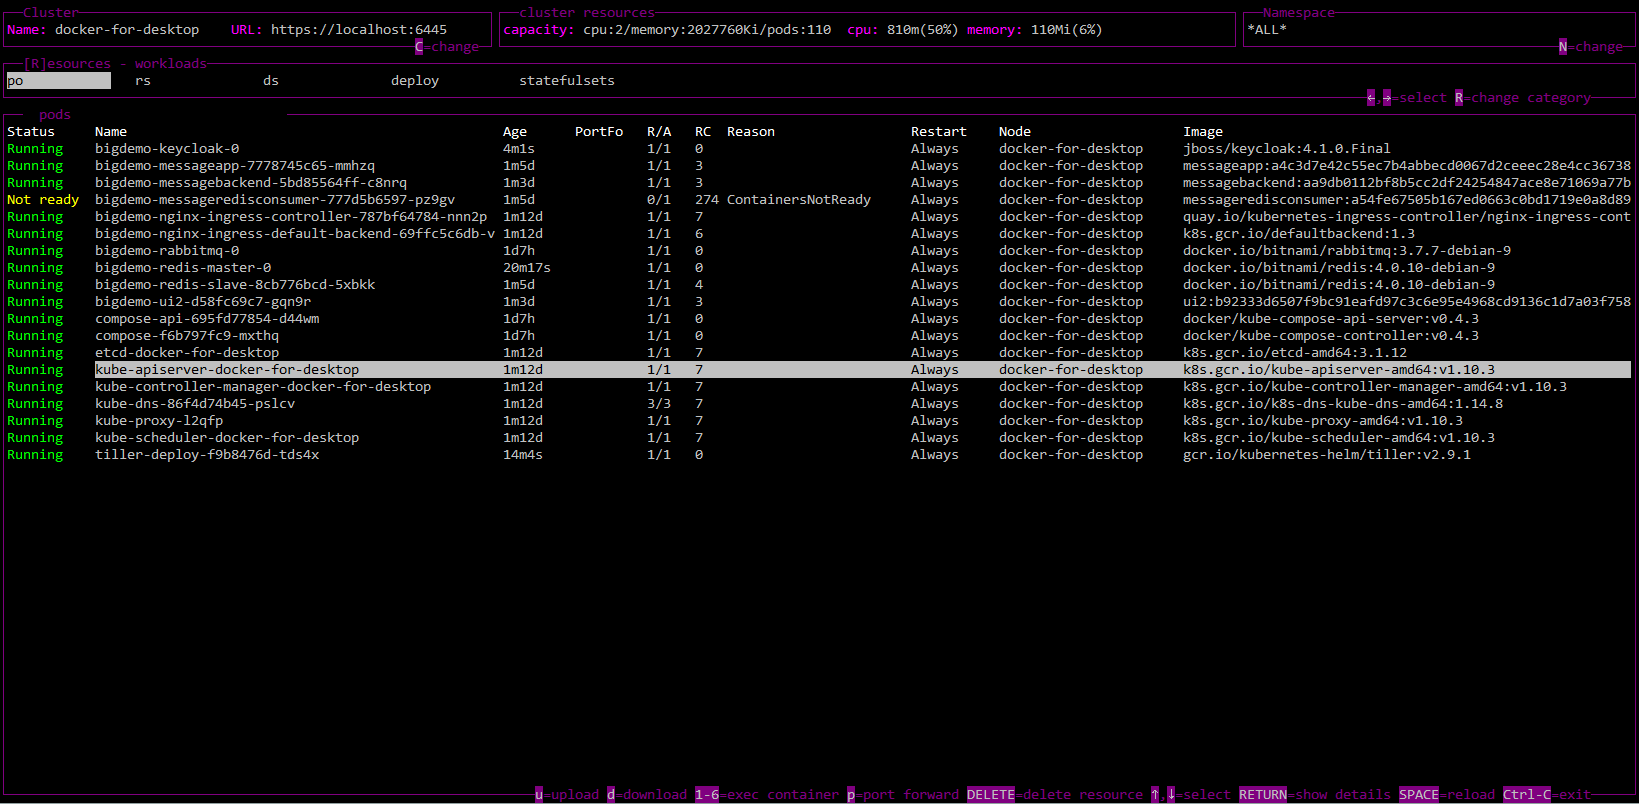 Cluster cluster resources Namespace
Name: docker-for-desktop URL: https://localhost:6445 capacity: cpu:2/memory:2027760Ki/pods:110 cpu: 810m(50%) memory: 110Mi(6%) *ALL*
C=change N=change
[R]esources - workloads
po rs ds deploy statefulsets
←,→=select R=change category
pods
Status Name Age PortFo R/A RC Reason Restart Node Image
Running bigdemo-keycloak-0 4m1s 1/1 0 Always docker-for-desktop jboss/keycloak:4.1.0.Final
Running bigdemo-messageapp-7778745c65-mmhzq 1m5d 1/1 3 Always docker-for-desktop messageapp:a4c3d7e42c55ec7b4abbecd0067d2ceeec28e4cc36738
Running bigdemo-messagebackend-5bd85564ff-c8nrq 1m3d 1/1 3 Always docker-for-desktop messagebackend:aa9db0112bf8b5cc2df24254847ace8e71069a77b
Not ready bigdemo-messageredisconsumer-777d5b6597-pz9gv 1m5d 0/1 274 ContainersNotReady Always docker-for-desktop messageredisconsumer:a54fe67505b167ed0663c0bd1719e0a8d89
Running bigdemo-nginx-ingress-controller-787bf64784-nnn2p 1m12d 1/1 7 Always docker-for-desktop quay.io/kubernetes-ingress-controller/nginx-ingress-cont
Running bigdemo-nginx-ingress-default-backend-69ffc5c6db-v 1m12d 1/1 6 Always docker-for-desktop k8s.gcr.io/defaultbackend:1.3
Running bigdemo-rabbitmq-0 1d7h 1/1 0 Always docker-for-desktop docker.io/bitnami/rabbitmq:3.7.7-debian-9
Running bigdemo-redis-master-0 20m17s 1/1 0 Always docker-for-desktop docker.io/bitnami/redis:4.0.10-debian-9
Running bigdemo-redis-slave-8cb776bcd-5xbkk 1m5d 1/1 4 Always docker-for-desktop docker.io/bitnami/redis:4.0.10-debian-9
Running bigdemo-ui2-d58fc69c7-gqn9r 1m3d 1/1 3 Always docker-for-desktop ui2:b92333d6507f9bc91eafd97c3c6e95e4968cd9136c1d7a03f758
Running compose-api-695fd77854-d44wm 1d7h 1/1 0 Always docker-for-desktop docker/kube-compose-api-server:v0.4.3
Running compose-f6b797fc9-mxthq 1d7h 1/1 0 Always docker-for-desktop docker/kube-compose-controller:v0.4.3
Running etcd-docker-for-desktop 1m12d 1/1 7 Always docker-for-desktop k8s.gcr.io/etcd-amd64:3.1.12
Running kube-apiserver-docker-for-desktop 1m12d 1/1 7 Always docker-for-desktop k8s.gcr.io/kube-apiserver-amd64:v1.10.3
Running kube-controller-manager-docker-for-desktop 1m12d 1/1 7 Always docker-for-desktop k8s.gcr.io/kube-controller-manager-amd64:v1.10.3
Running kube-dns-86f4d74b45-pslcv 1m12d 3/3 7 Always docker-for-desktop k8s.gcr.io/k8s-dns-kube-dns-amd64:1.14.8
Running kube-proxy-l2qfp 1m12d 1/1 7 Always docker-for-desktop k8s.gcr.io/kube-proxy-amd64:v1.10.3
Running kube-scheduler-docker-for-desktop 1m12d 1/1 7 Always docker-for-desktop k8s.gcr.io/kube-scheduler-amd64:v1.10.3
Running tiller-deploy-f9b8476d-tds4x 14m4s 1/1 0 Always docker-for-desktop gcr.io/kubernetes-helm/tiller:v2.9.1
u=upload d=download 1-6=exec container p=port forward DELETE=delete resource ↑,↓=select RETURN=show details SPACE=reload Ctrl-C=exit